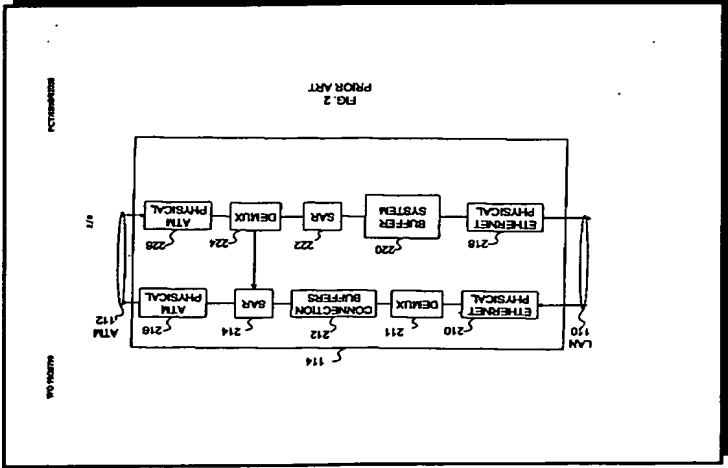 114
LAN
110
210
211
212
214
216
ATM
112
ETHERNET
PHYSICAL
DEMUX
CONNECTION
BUFFERS
SAR
ATM
PHYSICAL
218
220
222
224
226
ETHERNET
PHYSICAL
BUFFER
SYSTEM
SAR
DEMUX
ATM
PHYSICAL
FIG. 2
PRIOR ART